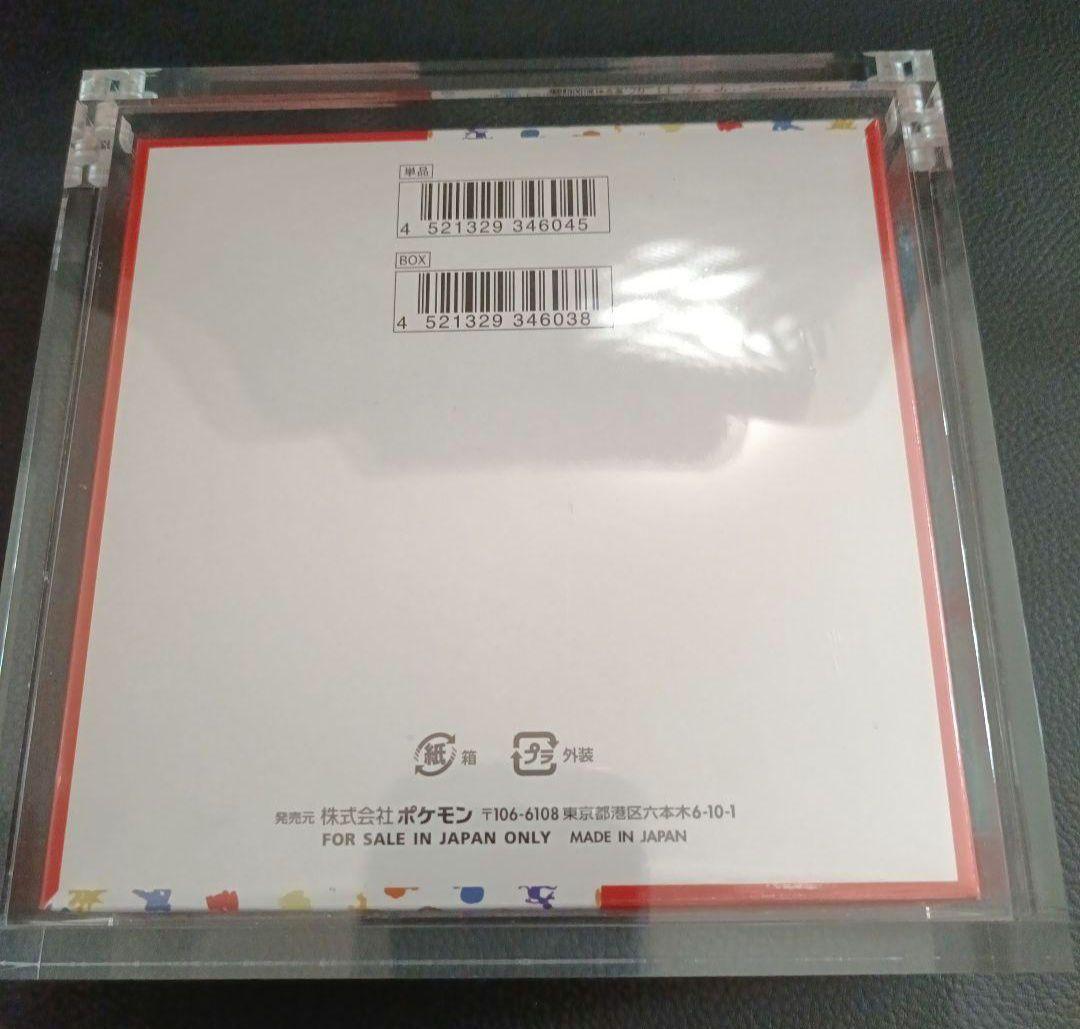 単品
4 521329 346045
BOX
4 521329 346038
紙 箱 プラ 外装
発売元 株式会社ポケモン 〒106-6108 東京都港区六本木6-10-1
FOR SALE IN JAPAN ONLY MADE IN JAPAN